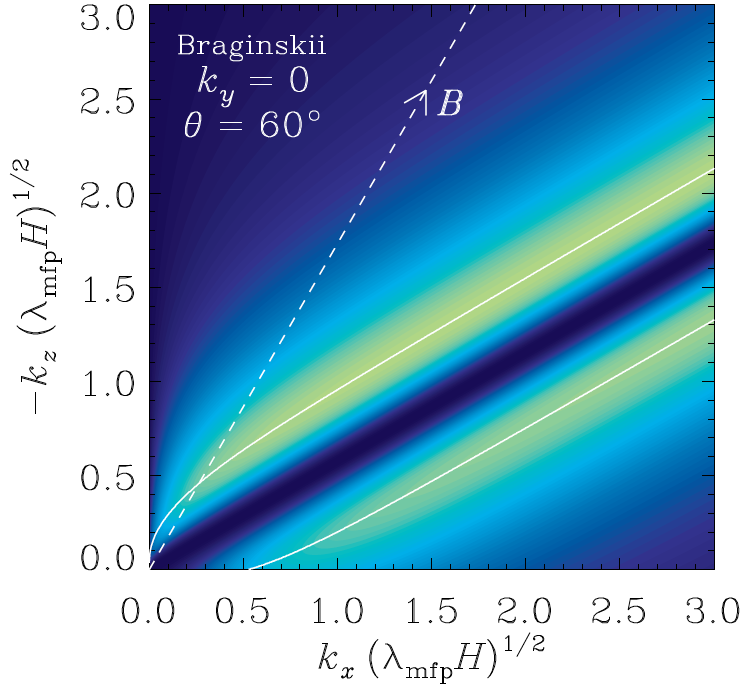 Braginskii
k_y = 0
θ = 60°
B
3.0
2.5
2.0
1.5
1.0
0.5
0.0
−k_z (λ_mfp H)^1/2
0.0 0.5 1.0 1.5 2.0 2.5 3.0
k_x (λ_mfp H)^1/2